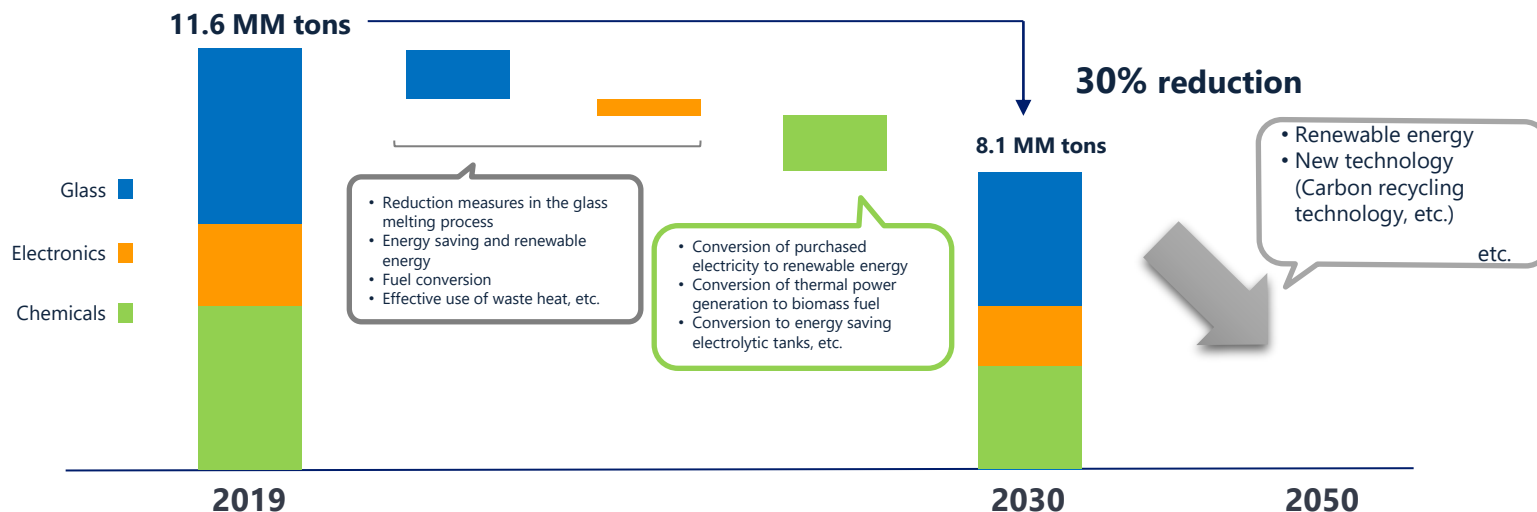 11.6 MM tons
30% reduction
8.1 MM tons
Glass
Electronics
Chemicals
• Reduction measures in the glass
melting process
• Energy saving and renewable
energy
• Fuel conversion
• Effective use of waste heat, etc.
• Conversion of purchased
electricity to renewable energy
• Conversion of thermal power
generation to biomass fuel
• Conversion to energy saving
electrolytic tanks, etc.
• Renewable energy
• New technology
(Carbon recycling
technology, etc.)
etc.
2019
2030
2050